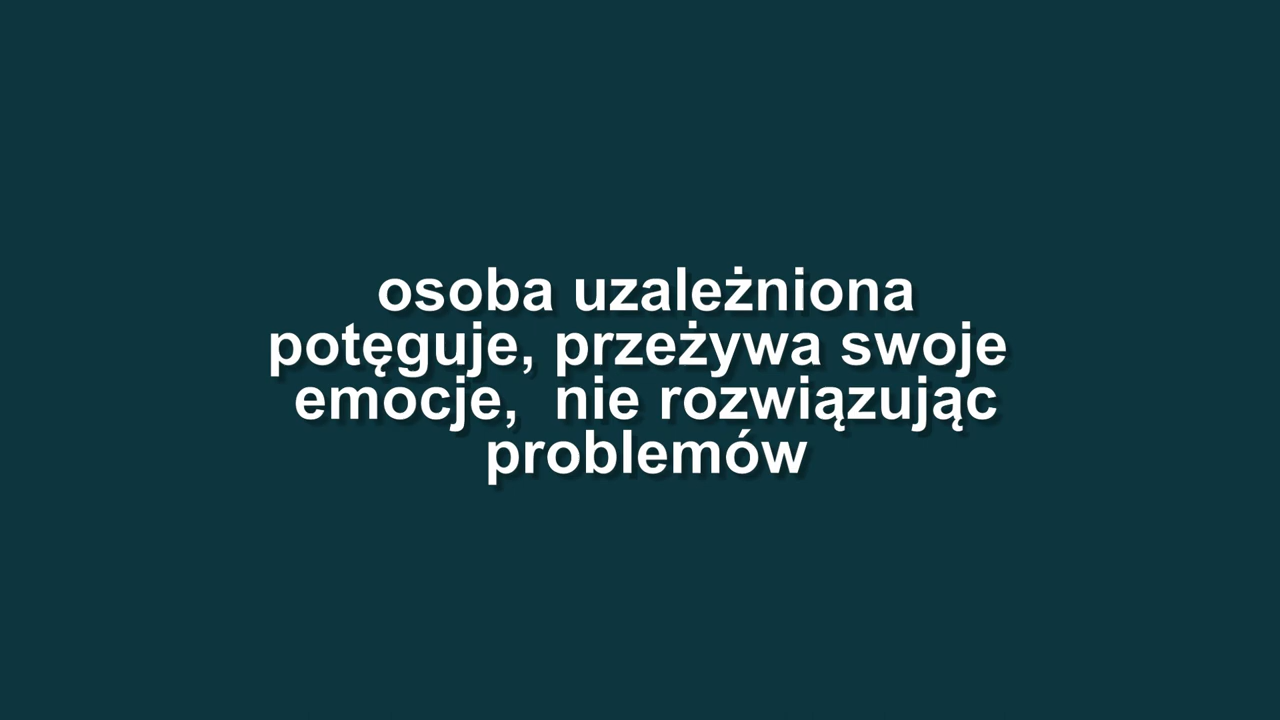 osoba uzależniona
potęguje, przeżywa swoje
emocje,  nie rozwiązując
problemów